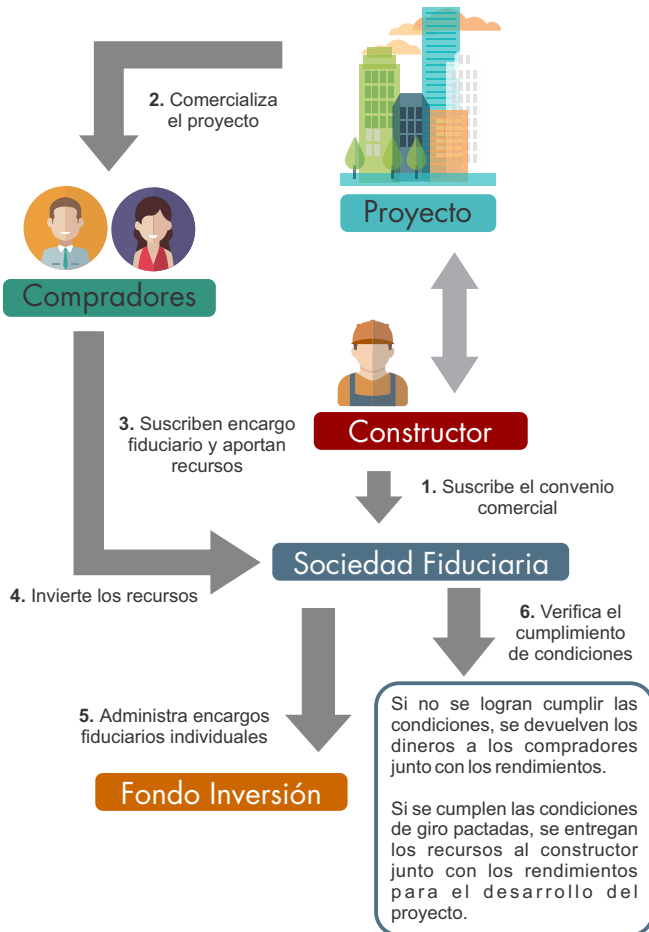 2. Comercializa
el proyecto
Proyecto
Compradores
3. Suscriben encargo
fiduciario y aportan
recursos
Constructor
1. Suscribe el convenio
comercial
Sociedad Fiduciaria
4. Invierte los recursos
6. Verifica el
cumplimiento
de condiciones
5. Administra encargos
fiduciarios individuales
Fondo Inversión
Si no se logran cumplir las
condiciones, se devuelven los
dineros a los compradores
junto con los rendimientos.
Si se cumplen las condiciones
de giro pactadas, se entregan
los recursos al constructor
junto con los rendimientos
para el desarrollo del
proyecto.